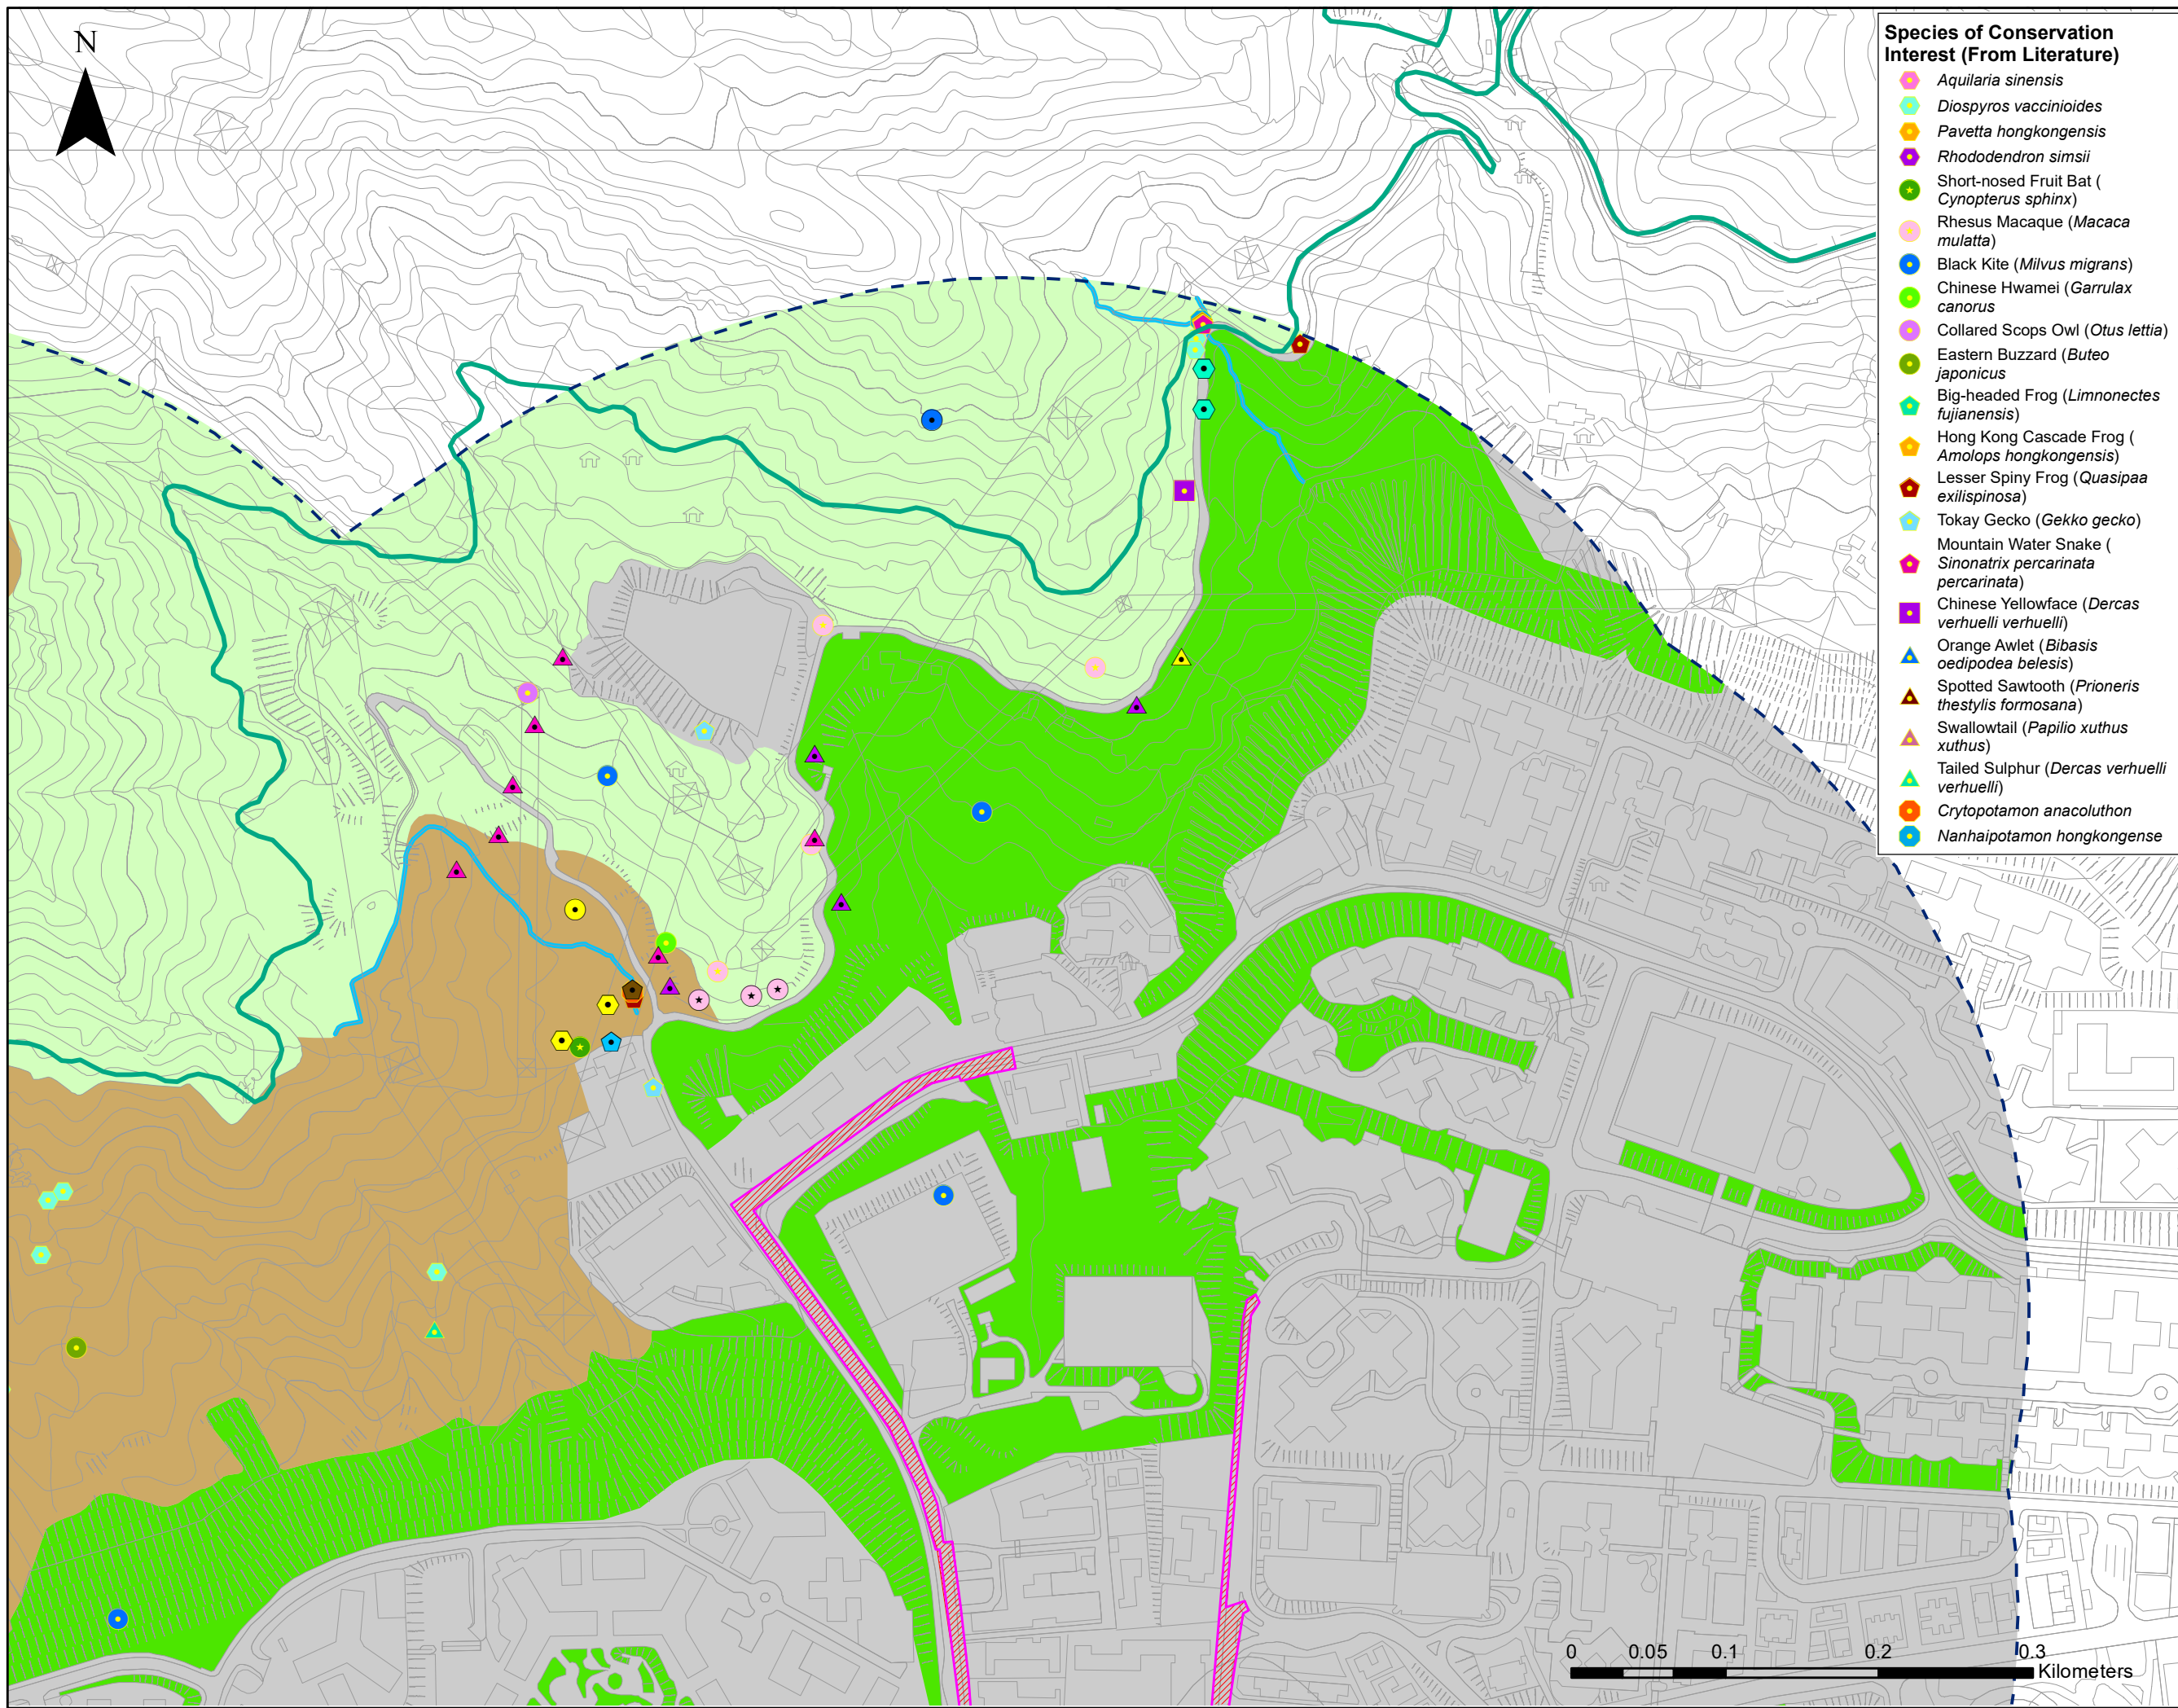 N
Species of Conservation
Interest (From Literature)
Aquilaria sinensis
Diospyros vaccinioides
Pavetta hongkongensis
Rhododendron simsii
Short-nosed Fruit Bat (
Cynopterus sphinx)
Rhesus Macaque (Macaca
mulatta)
Black Kite (Milvus migrans)
Chinese Hwamei (Garrulax
canorus
Collared Scops Owl (Otus lettia)
Eastern Buzzard (Buteo
japonicus
Big-headed Frog (Limnonectes
fujianensis)
Hong Kong Cascade Frog (
Amolops hongkongensis)
Lesser Spiny Frog (Quasipaa
exilispinosa)
Tokay Gecko (Gekko gecko)
Mountain Water Snake (
Sinonatrix percarinata
percarinata)
Chinese Yellowface (Dercas
verhuelli verhuelli)
Orange Awlet (Bibasis
oedipodea belesis)
Spotted Sawtooth (Prioneris
thestylis formosana)
Swallowtail (Papilio xuthus
xuthus)
Tailed Sulphur (Dercas verhuelli
verhuelli)
Crytopotamon anacoluthon
Nanhaipotamon hongkongense
0 0.05 0.1 0.2 0.3
Kilometers